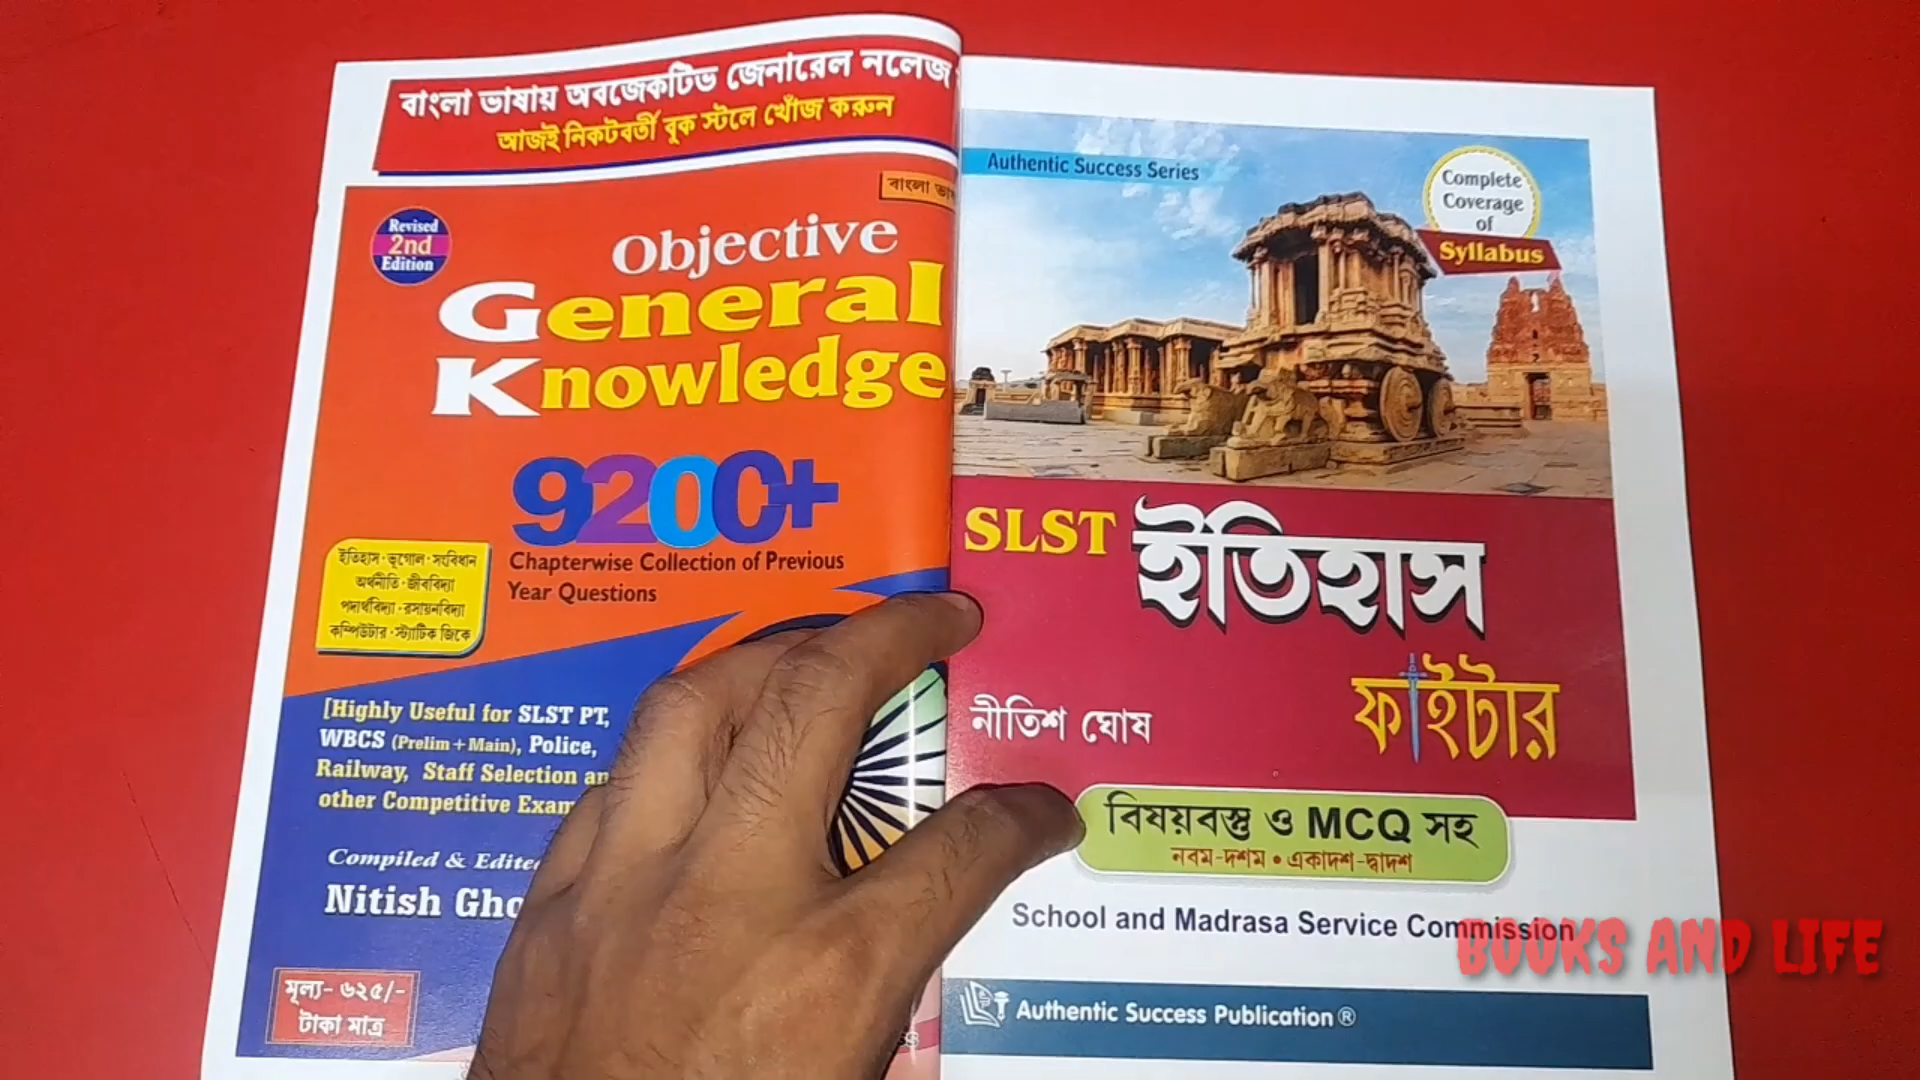 বাংলা ভাষায় অবজেকটিভ জেনারেল নলেজ
আজই নিকটবর্তী বুক স্টলে খোঁজ করুন
বাংলা
Revised
2nd
Edition
Objective
General
Knowledge
9200+
Chapterwise Collection of Previous
Year Questions
ইতিহাস · ভূগোল · সংবিধান
অর্থনীতি · জীববিদ্যা
পদার্থবিদ্যা · রসায়নবিদ্যা
কম্পিউটার · স্ট্যাটিক জিকে
[Highly Useful for SLST PT,
WBCS (Prelim+Main), Police,
Railway, Staff Selection
other Competitive
Compiled &
Nitish
মূল্য- ৬২৫/-
টাকা মাত্র
Authentic Success Series
Complete
Coverage
of
Syllabus
SLST ইতিহাস
ফাইটার
নীতিশ ঘোষ
বিষয়বস্তু ও MCQ সহ
নবম-দশম • একাদশ-দ্বাদশ
School and Madrasa Service Commission
BOOKS AND LIFE
Authentic Success Publication®